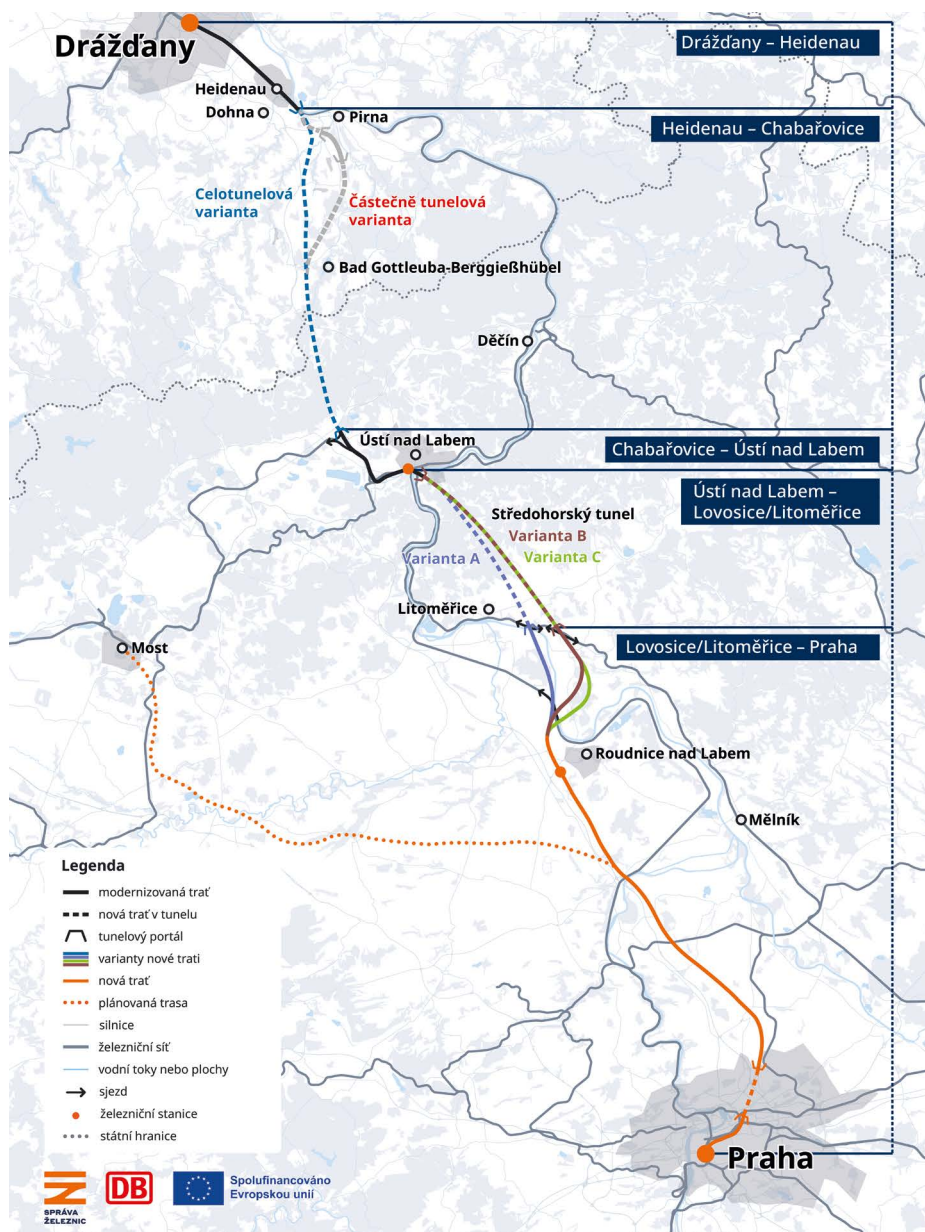 Drážďany
Drážďany – Heidenau
Heidenau
Dohna
Pirna
Heidenau – Chabařovice
Celotunelová
varianta
Částečně tunelová
varianta
Bad Gottleuba-Berggießhübel
Děčín
Ústí nad Labem
Chabařovice – Ústí nad Labem
Ústí nad Labem –
Lovosice/Litoměřice
Středohorský tunel
Varianta B
Varianta A
Varianta C
Litoměřice
Most
Lovosice/Litoměřice – Praha
Roudnice nad Labem
Mělník
Legenda
modernizovaná trať
nová trať v tunelu
tunelový portál
varianty nové trati
nová trať
plánovaná trasa
silnice
železniční síť
vodní toky nebo plochy
sjezd
železniční stanice
státní hranice
Praha
SPRÁVA
ŽELEZNIC
DB
Spolufinancováno
Evropskou unií